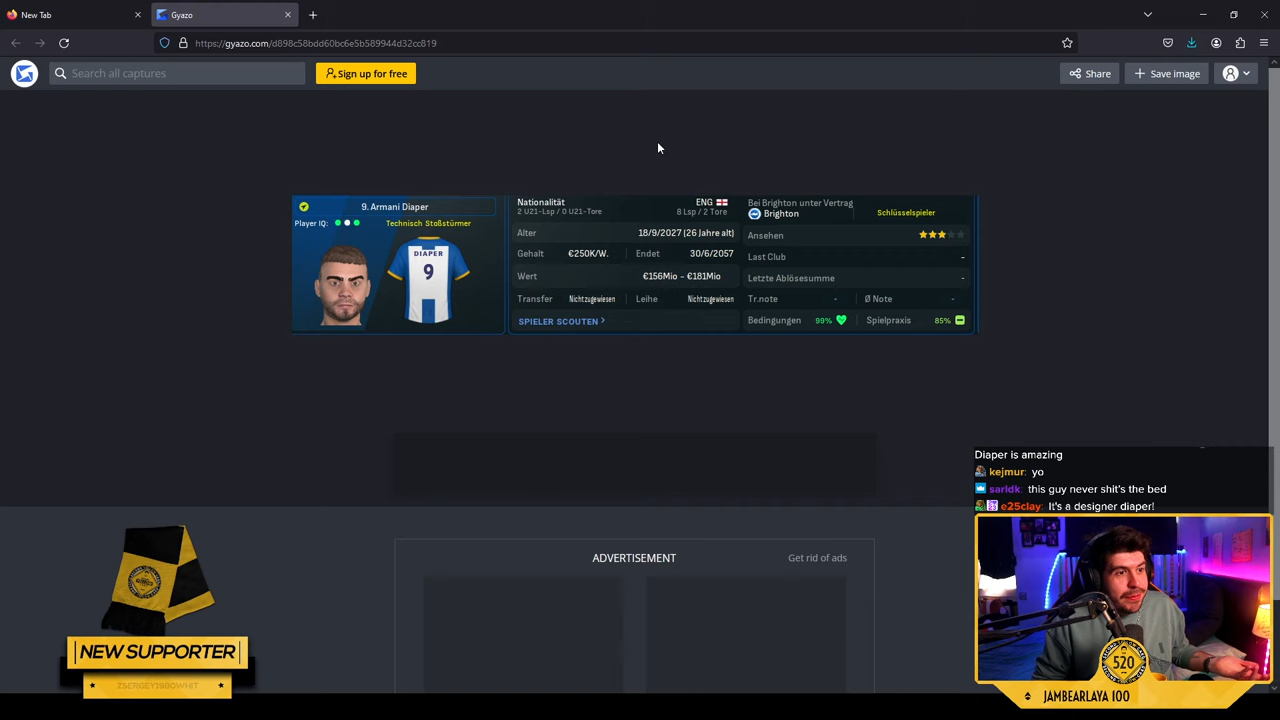 New Tab
Gyazo
https://gyazo.com/d898c58bdd60bc6e5b589944d32cc819
Search all captures
Sign up for free
Share
Save image
9. Armani Diaper
Player IQ:
Technisch Stoßstürmer
DIAPER
9
Nationalität
ENG
2 U21-Lsp / 0 U21-Tore
8 Lsp / 2 Tore
Alter
18/9/2027 (26 Jahre alt)
Gehalt
€250K/W.
Endet
30/6/2057
Wert
€156Mio - €181Mio
Transfer
Nicht zugewiesen
Leihe
Nicht zugewiesen
SPIELER SCOUTEN
Bei Brighton unter Vertrag
Brighton
Schlüsselspieler
Ansehen
Last Club
-
Letzte Ablösesumme
-
Tr.note
-
Ø Note
-
Bedingungen
99%
Spielpraxis
85%
Diaper is amazing
kejmur: yo
sarldk: this guy never shit's the bed
e25clay: It's a designer diaper!
ADVERTISEMENT
Get rid of ads
NEW SUPPORTER
520
JAMBEARLAYA 100